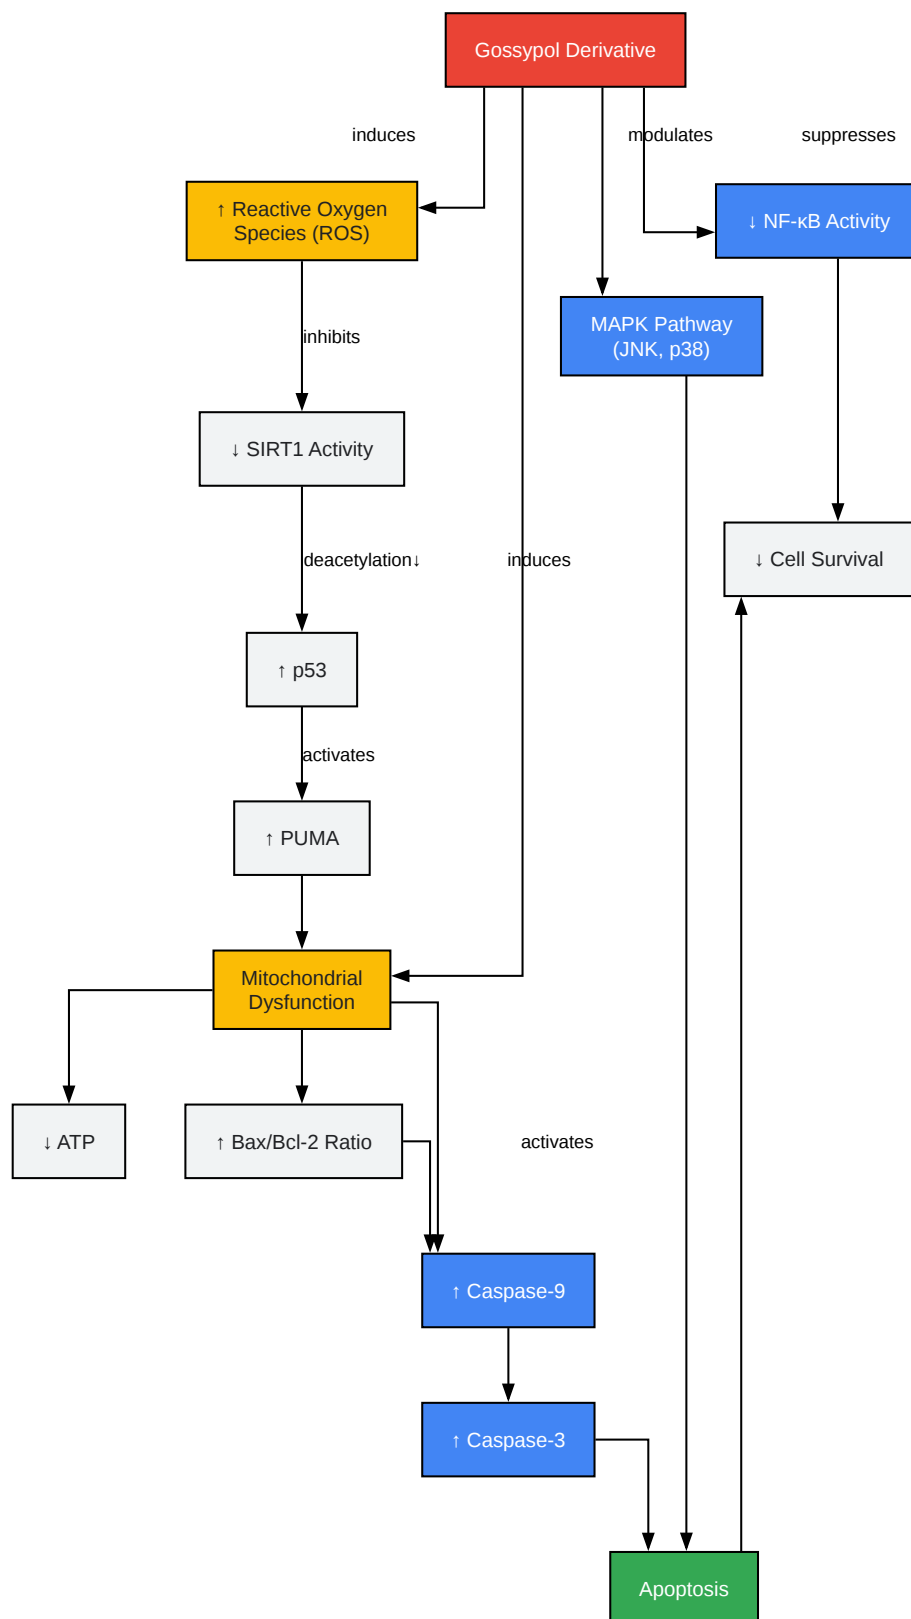 Gossypol Derivative
induces
modulates
suppresses
↑ Reactive Oxygen
Species (ROS)
↓ NF-κB Activity
MAPK Pathway
(JNK, p38)
inhibits
↓ SIRT1 Activity
deacetylation↓
induces
↓ Cell Survival
↑ p53
activates
↑ PUMA
Mitochondrial
Dysfunction
↓ ATP
↑ Bax/Bcl-2 Ratio
activates
↑ Caspase-9
↑ Caspase-3
Apoptosis